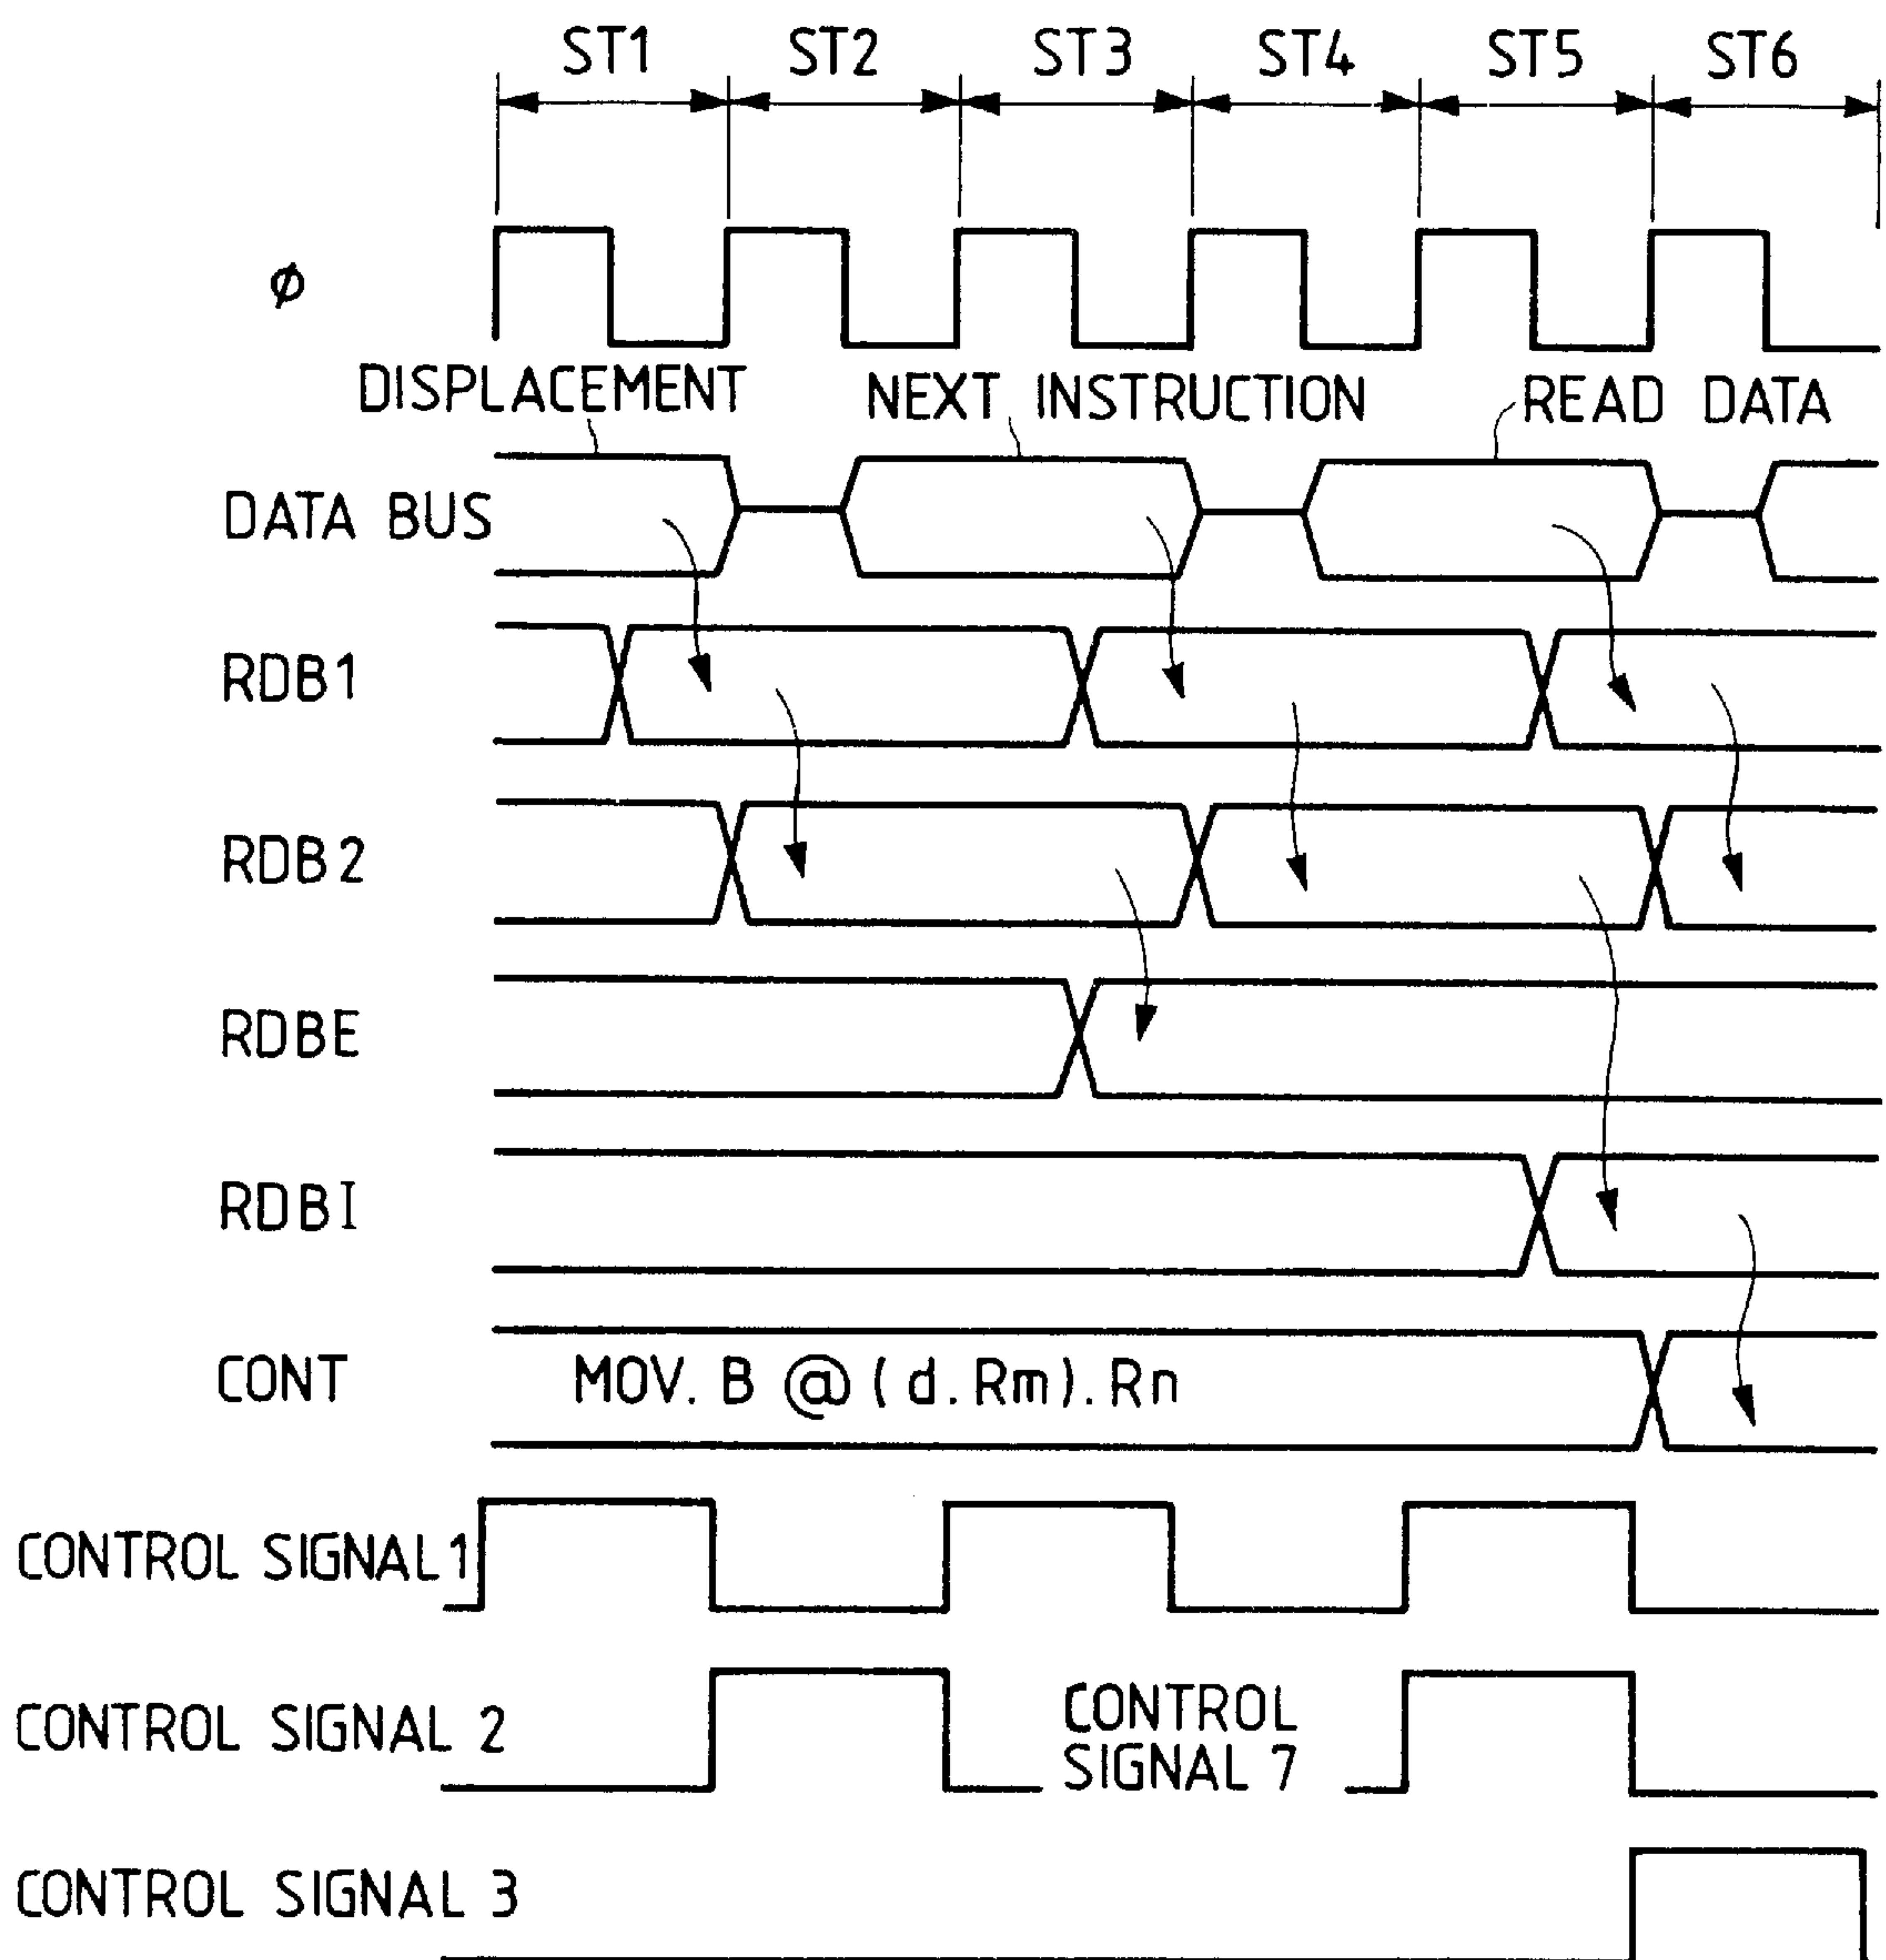 ST1 ST2 ST3 ST4 ST5 ST6
ø
DISPLACEMENT NEXT INSTRUCTION READ DATA
DATA BUS
RDB1
RDB2
RDBE
RDBI
CONT MOV. B @ (d.Rm).Rn
CONTROL SIGNAL 1
CONTROL SIGNAL 2
CONTROL
SIGNAL 7
CONTROL SIGNAL 3